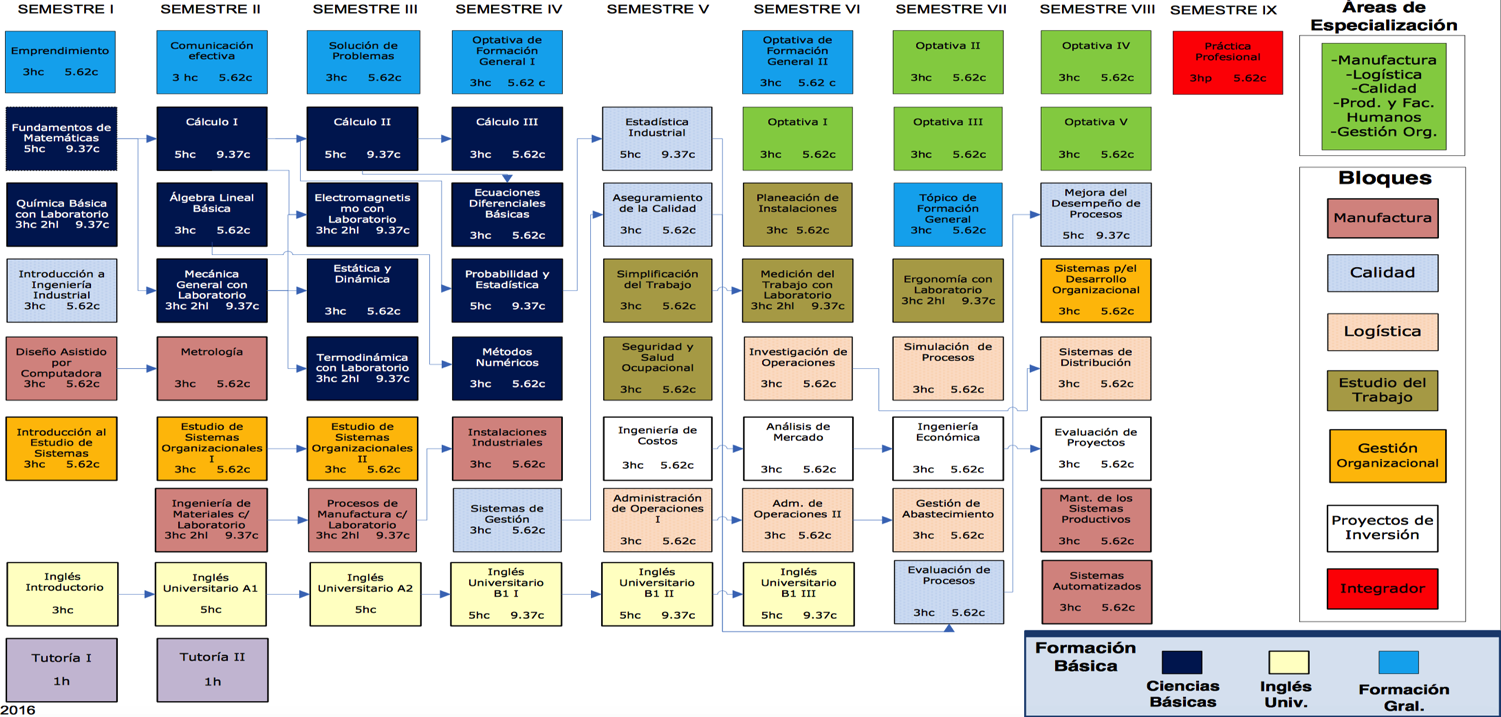 SEMESTRE I
SEMESTRE II
SEMESTRE III
SEMESTRE IV
SEMESTRE V
SEMESTRE VI
SEMESTRE VII
SEMESTRE VIII
SEMESTRE IX
Emprendimiento
3hc 5.62c
Fundamentos de
Matemáticas
5hc 9.37c
Química Básica
con Laboratorio
3hc 2hl 9.37c
Introducción a
Ingeniería
Industrial
3hc 5.62c
Diseño Asistido
por
Computadora
3hc 5.62c
Introducción al
Estudio de
Sistemas
3hc 5.62c
Inglés
Introductorio
3hc
Tutoría I
1h
2016
Comunicación
efectiva
3 hc 5.62c
Cálculo I
5hc 9.37c
Álgebra Lineal
Básica
3hc 5.62c
Mecánica
General con
Laboratorio
3hc 2hl 9.37c
Metrología
3hc 5.62c
Estudio de
Sistemas
Organizacionales
I
3hc 5.62c
Ingeniería de
Materiales c/
Laboratorio
3hc 2hl 9.37c
Inglés
Universitario A1
5hc
Tutoría II
1h
Solución de
Problemas
3hc 5.62c
Cálculo II
5hc 9.37c
Electromagnetis
mo con
Laboratorio
3hc 2hl 9.37c
Estática y
Dinámica
3hc 5.62c
Termodinámica
con Laboratorio
3hc 2hl 9.37c
Estudio de
Sistemas
Organizacionales
II
3hc 5.62c
Procesos de
Manufactura c/
Laboratorio
3hc 2hl 9.37c
Inglés
Universitario A2
5hc
Optativa de
Formación
General I
3hc 5.62 c
Cálculo III
3hc 5.62c
Ecuaciones
Diferenciales
Básicas
3hc 5.62c
Probabilidad y
Estadística
5hc 9.37c
Métodos
Numéricos
3hc 5.62c
Instalaciones
Industriales
3hc 5.62c
Sistemas de
Gestión
3hc 5.62c
Inglés
Universitario
B1 I
5hc 9.37c
Estadística
Industrial
5hc 9.37c
Aseguramiento
de la Calidad
3hc 5.62c
Simplificación
del Trabajo
3hc 5.62c
Seguridad y
Salud
Ocupacional
3hc 5.62c
Ingeniería de
Costos
3hc 5.62c
Administración
de Operaciones
I
3hc 5.62c
Inglés
Universitario
B1 II
5hc 9.37c
Optativa de
Formación
General II
3hc 5.62 c
Optativa I
3hc 5.62c
Planeación de
Instalaciones
3hc 5.62c
Medición del
Trabajo con
Laboratorio
3hc 2hl 9.37c
Investigación de
Operaciones
3hc 5.62c
Análisis de
Mercado
3hc 5.62c
Adm. de
Operaciones II
3hc 5.62c
Inglés
Universitario
B1 III
5hc 9.37c
Optativa II
3hc 5.62c
Optativa III
3hc 5.62c
Tópico de
Formación
General
3hc 5.62c
Ergonomía con
Laboratorio
3hc 2hl 9.37c
Simulación de
Procesos
3hc 5.62c
Ingeniería
Económica
3hc 5.62c
Gestión de
Abastecimiento
3hc 5.62c
Evaluación de
Procesos
3hc 5.62c
Optativa IV
3hc 5.62c
Optativa V
3hc 5.62c
Mejora del
Desempeño de
Procesos
5hc 9.37c
Sistemas p/el
Desarrollo
Organizacional
3hc 5.62c
Sistemas de
Distribución
3hc 5.62c
Evaluación de
Proyectos
3hc 5.62c
Mant. de los
Sistemas
Productivos
3hc 5.62c
Sistemas
Automatizados
3hc 5.62c
Práctica
Profesional
3hp 5.62c
Áreas de
Especialización
-Manufactura
-Logística
-Calidad
-Prod. y Fac.
Humanos
-Gestión Org.
Bloques
Manufactura
Calidad
Logística
Estudio del
Trabajo
Gestión
Organizacional
Proyectos de
Inversión
Integrador
Formación
Básica
Ciencias
Básicas
Inglés
Univ.
Formación
Gral.